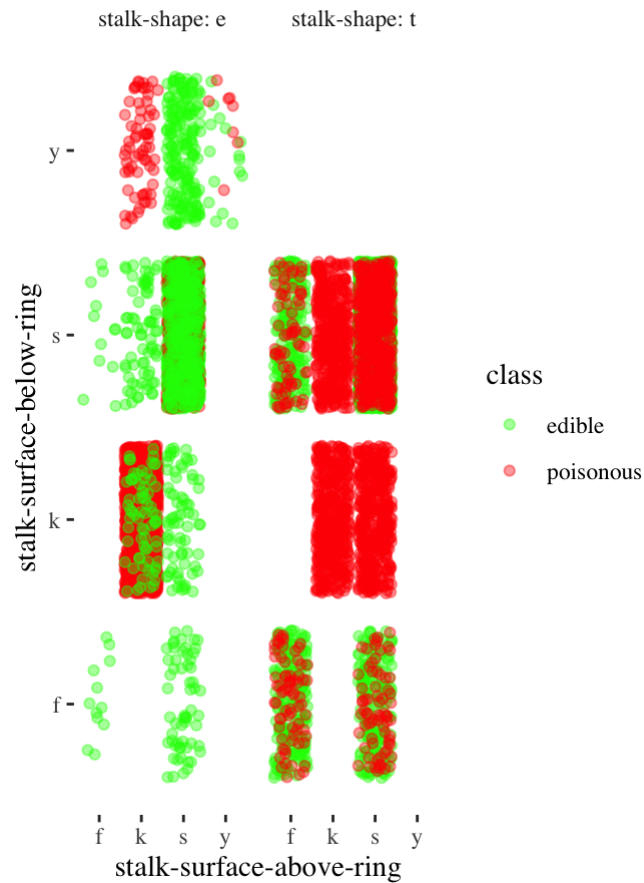 stalk-shape: e
stalk-shape: t
y
s
k
f
stalk-surface-below-ring
f k s y
f k s y
stalk-surface-above-ring
class
edible
poisonous